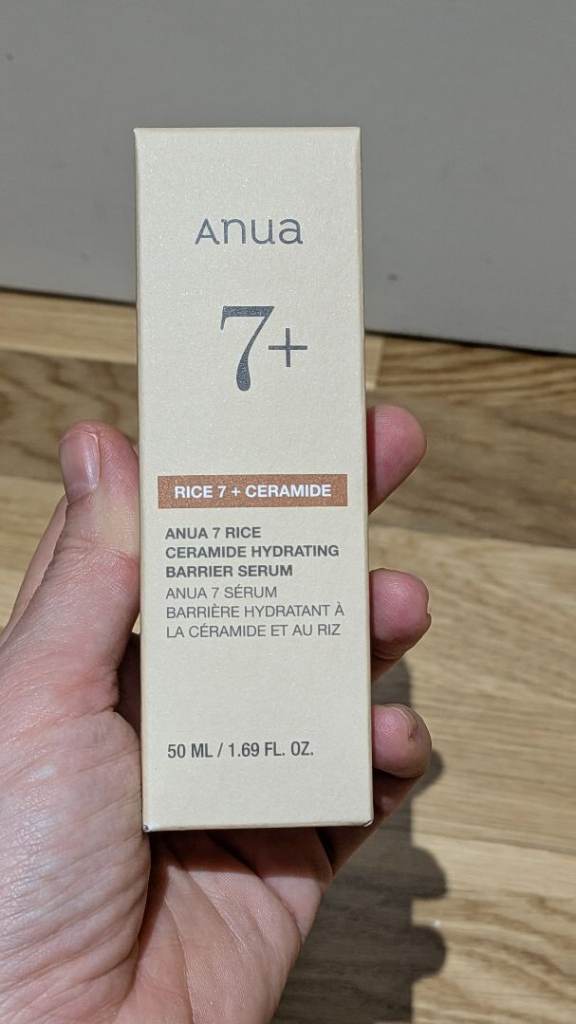 Anua
7+
RICE 7 + CERAMIDE
ANUA 7 RICE
CERAMIDE HYDRATING
BARRIER SERUM
ANUA 7 SÉRUM
BARRIÈRE HYDRATANT À
LA CÉRAMIDE ET AU RIZ
50 ML / 1.69 FL. OZ.